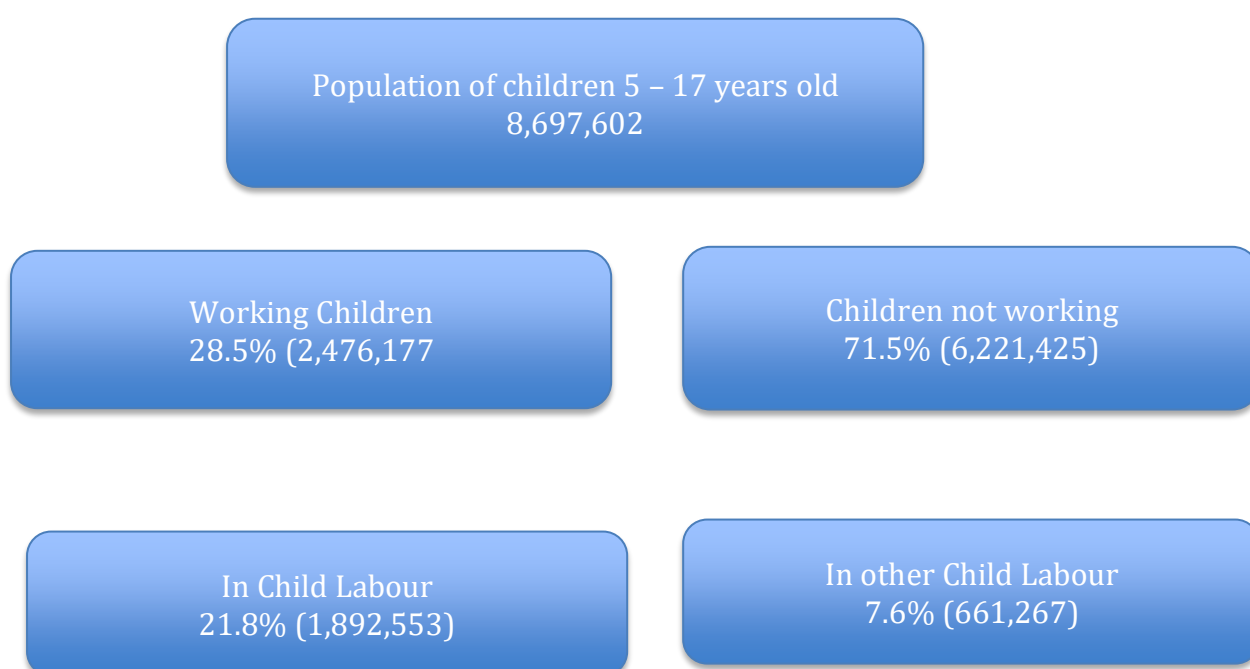 Population of children 5 – 17 years old
8,697,602
Working Children
28.5% (2,476,177
Children not working
71.5% (6,221,425)
In Child Labour
21.8% (1,892,553)
In other Child Labour
7.6% (661,267)